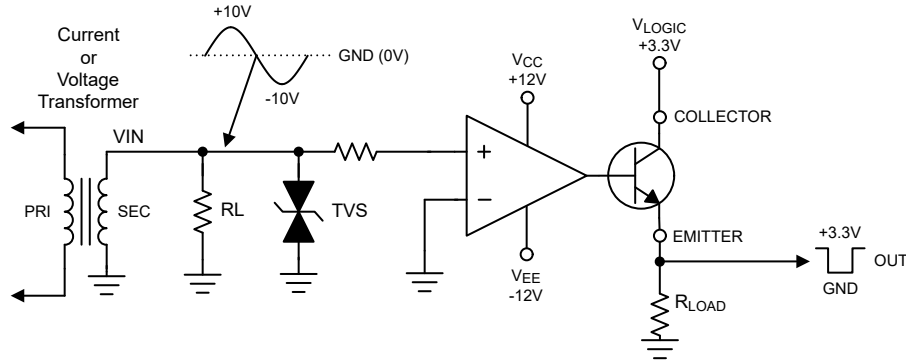 +10V
GND (0V)
-10V
Current
or
Voltage
Transformer
VIN
PRI
SEC
RL
TVS
+
−
VCC
+12V
VEE
-12V
VLOGIC
+3.3V
COLLECTOR
EMITTER
RLOAD
+3.3V
OUT
GND